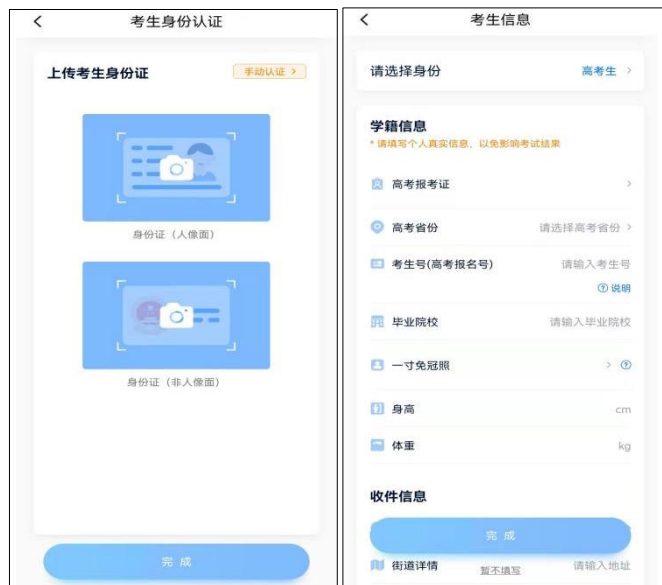 考生身份认证
上传考生身份证
手动认证 >
身份证（人像面）
身份证（非人像面）
完成
考生信息
请选择身份 高考生 >
学籍信息
* 请填写个人真实信息，以免影响考试结果
高考报考证 >
高考省份 请选择高考省份 >
考生号(高考报名号) 请输入考生号
? 说明
毕业院校 请输入毕业院校
一寸免冠照 > ?
身高 cm
体重 kg
收件信息
完成
街道详情 请输入地址
暂不填写